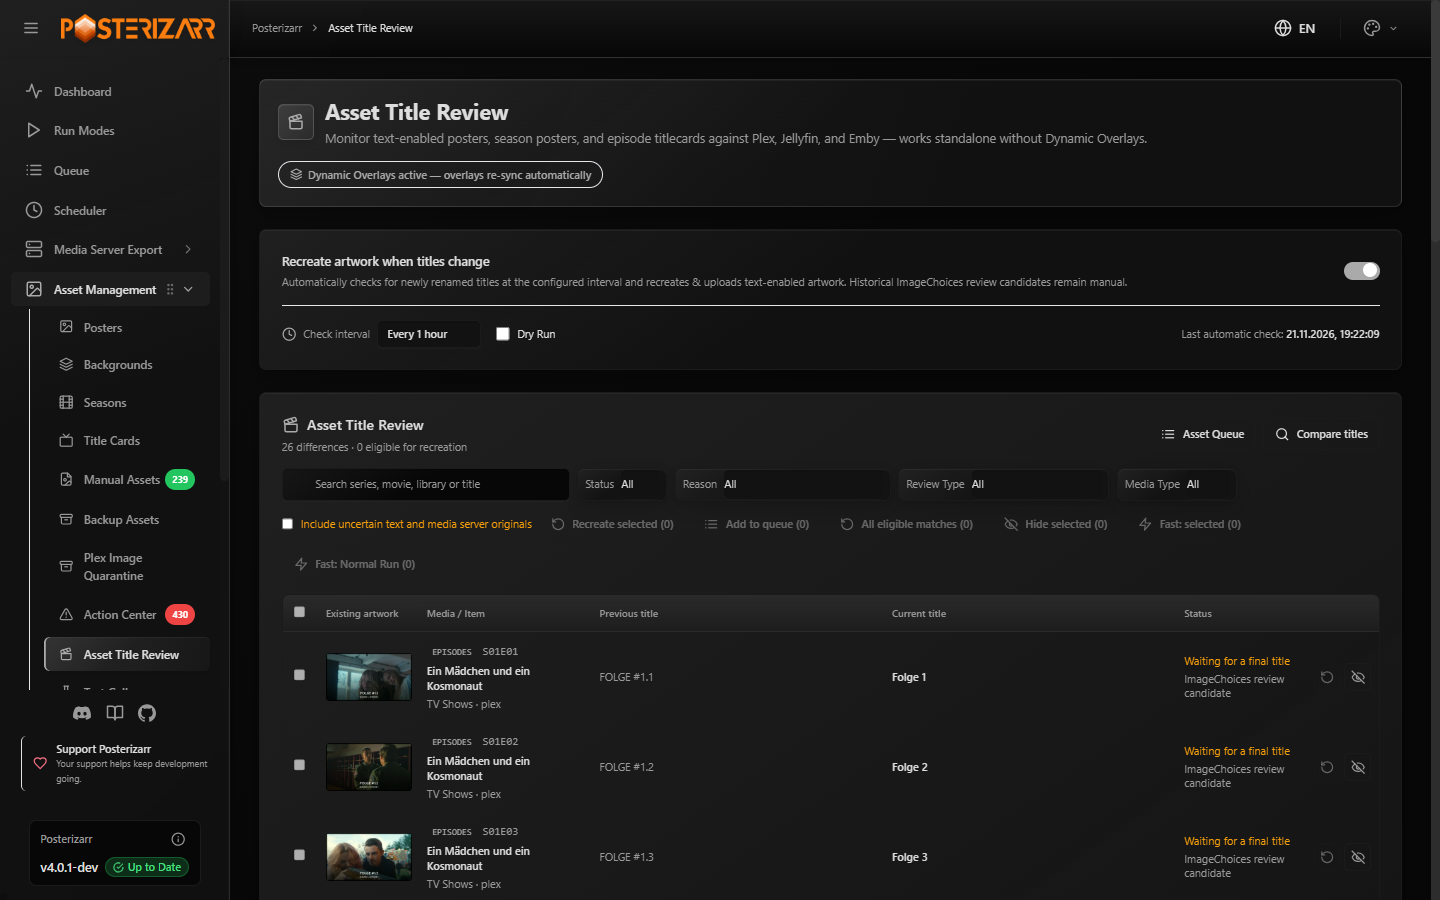 POSTERIZARR
Posterizarr > Asset Title Review
EN
Dashboard
Run Modes
Queue
Scheduler
Media Server Export
Asset Management
Posters
Backgrounds
Seasons
Title Cards
Manual Assets 239
Backup Assets
Plex Image
Quarantine
Action Center 430
Asset Title Review
Support Posterizarr
Your support helps keep development
going.
Posterizarr
v4.0.1-dev Up to Date
Asset Title Review
Monitor text-enabled posters, season posters, and episode titlecards against Plex, Jellyfin, and Emby — works standalone without Dynamic Overlays.
Dynamic Overlays active — overlays re-sync automatically
Recreate artwork when titles change
Automatically checks for newly renamed titles at the configured interval and recreates & uploads text-enabled artwork. Historical ImageChoices review candidates remain manual.
Check interval Every 1 hour Dry Run Last automatic check: 21.11.2026, 19:22:09
Asset Title Review
26 differences · 0 eligible for recreation
Asset Queue Compare titles
Search series, movie, library or title Status All Reason All Review Type All Media Type All
Include uncertain text and media server originals Recreate selected (0) Add to queue (0) All eligible matches (0) Hide selected (0) Fast: selected (0)
Fast: Normal Run (0)
Existing artwork Media / Item Previous title Current title Status
EPISODES S01E01
Ein Mädchen und ein
Kosmonaut
TV Shows · plex
FOLGE #1.1
Folge 1
Waiting for a final title
ImageChoices review
candidate
EPISODES S01E02
Ein Mädchen und ein
Kosmonaut
TV Shows · plex
FOLGE #1.2
Folge 2
Waiting for a final title
ImageChoices review
candidate
EPISODES S01E03
Ein Mädchen und ein
Kosmonaut
TV Shows · plex
FOLGE #1.3
Folge 3
Waiting for a final title
ImageChoices review
candidate